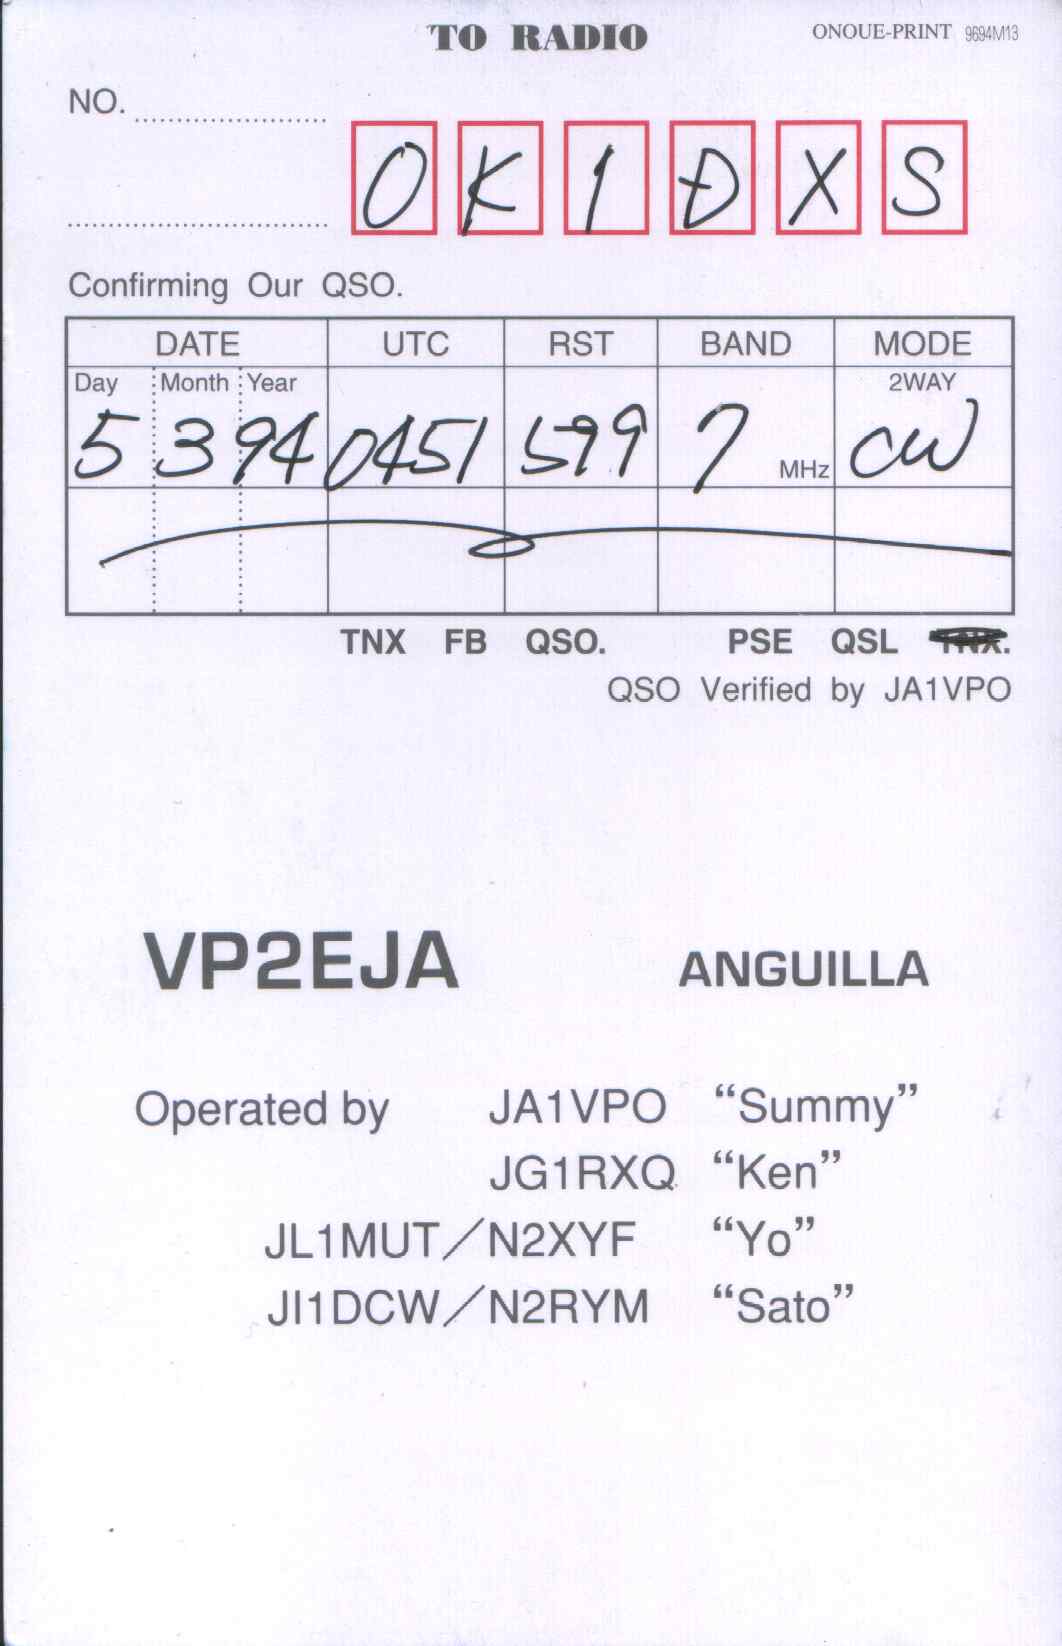 TO RADIO
ONOUE-PRINT 9694M13
NO.
OK1DXS
Confirming Our QSO.
DATE UTC RST BAND MODE
Day Month Year 2WAY
5 3 94 0451 599 7 MHz CW
TNX FB QSO. PSE QSL TNX.
QSO Verified by JA1VPO
VP2EJA ANGUILLA
Operated by JA1VPO “Summy”
JG1RXQ “Ken”
JL1MUT/N2XYF “Yo”
JI1DCW/N2RYM “Sato”